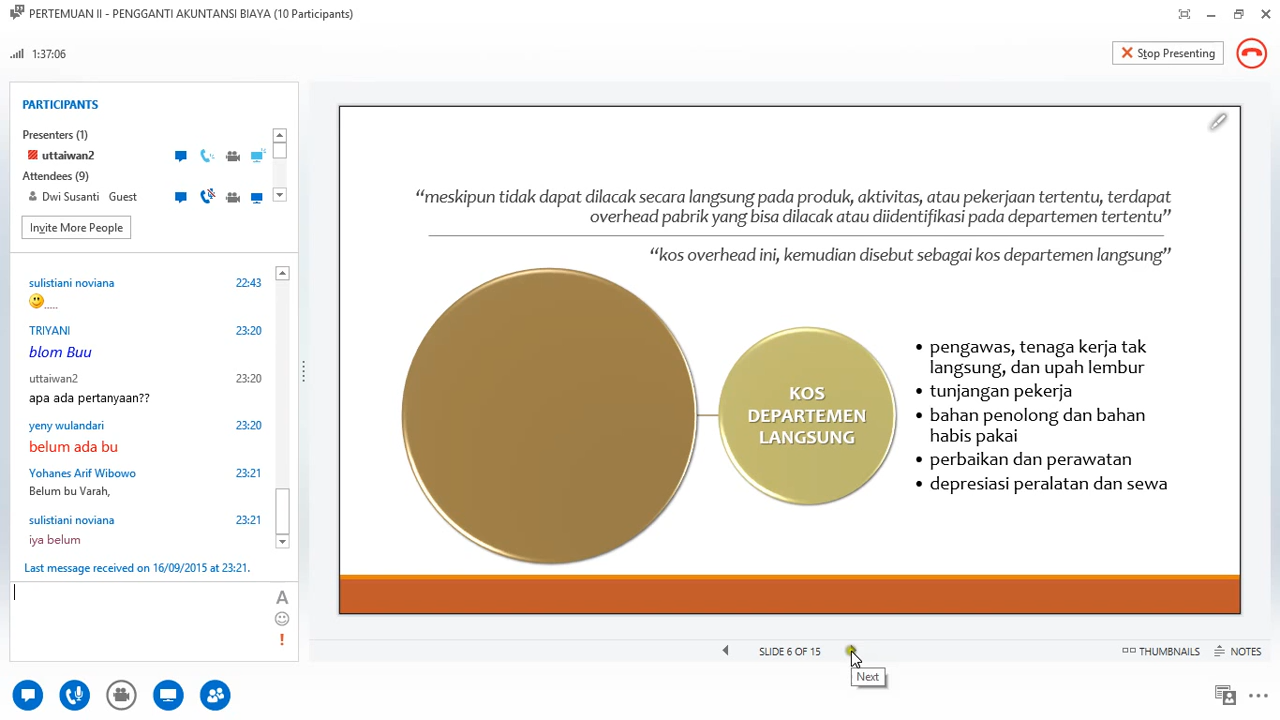 PERTEMUAN II - PENGGANTI AKUNTANSI BIAYA (10 Participants)
1:37:06
Stop Presenting
PARTICIPANTS
Presenters (1)
uttaiwan2
Attendees (9)
Dwi Susanti Guest
Invite More People
sulistiani noviana 22:43
.....
TRIYANI 23:20
blom Buu
uttaiwan2 23:20
apa ada pertanyaan??
yeny wulandari 23:20
belum ada bu
Yohanes Arif Wibowo 23:21
Belum bu Varah,
sulistiani noviana 23:21
iya belum
Last message received on 16/09/2015 at 23:21.
A
!
“meskipun tidak dapat dilacak secara langsung pada produk, aktivitas, atau pekerjaan tertentu, terdapat
overhead pabrik yang bisa dilacak atau diidentifikasi pada departemen tertentu”
“kos overhead ini, kemudian disebut sebagai kos departemen langsung”
KOS
DEPARTEMEN
LANGSUNG
• pengawas, tenaga kerja tak
langsung, dan upah lembur
• tunjangan pekerja
• bahan penolong dan bahan
habis pakai
• perbaikan dan perawatan
• depresiasi peralatan dan sewa
SLIDE 6 OF 15
Next
THUMBNAILS
NOTES